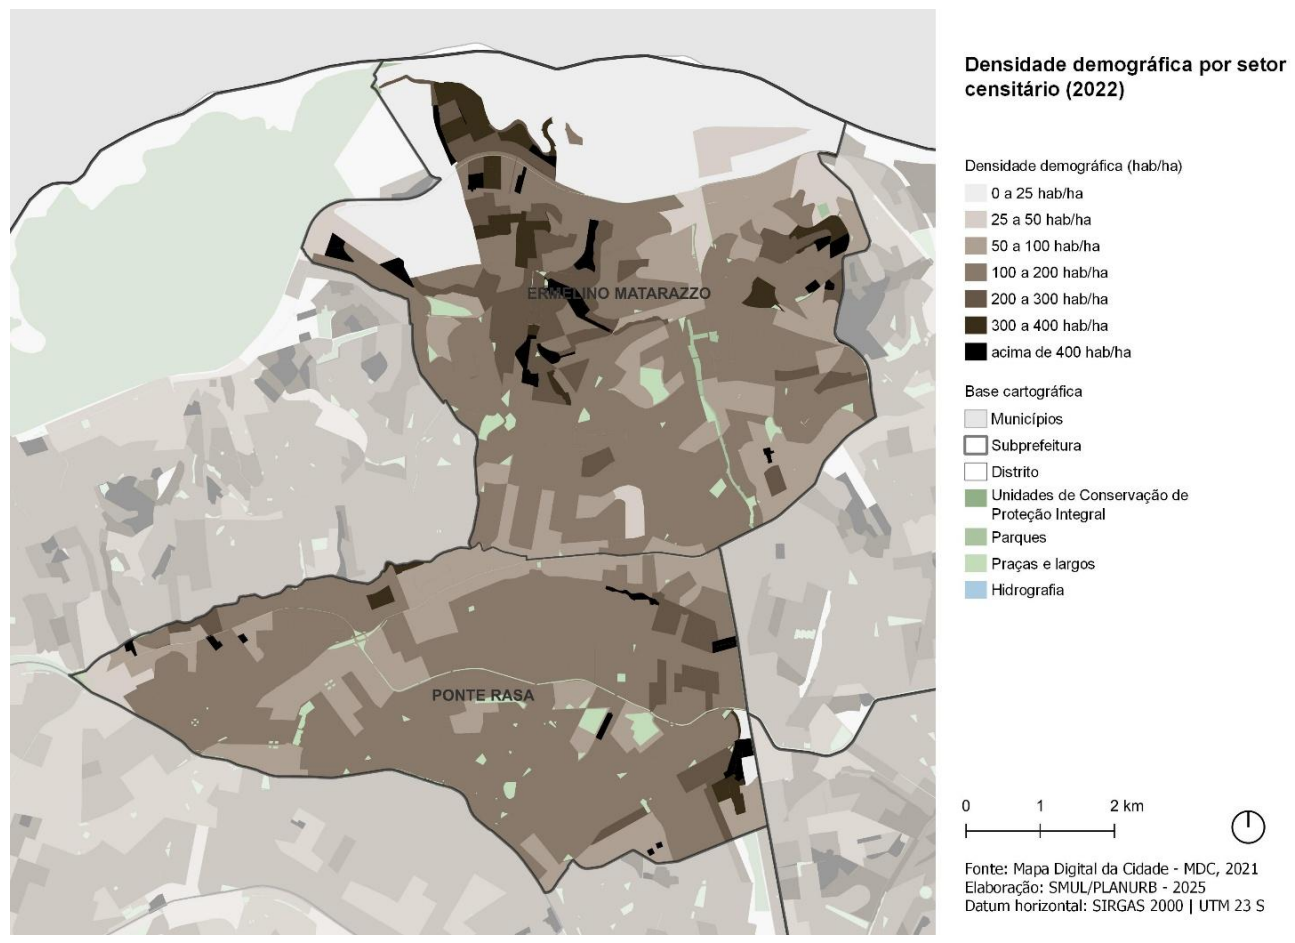 Densidade demográfica por setor
censitário (2022)
Densidade demográfica (hab/ha)
0 a 25 hab/ha
25 a 50 hab/ha
50 a 100 hab/ha
100 a 200 hab/ha
200 a 300 hab/ha
300 a 400 hab/ha
acima de 400 hab/ha
Base cartográfica
Municípios
Subprefeitura
Distrito
Unidades de Conservação de
Proteção Integral
Parques
Praças e largos
Hidrografia
ERMELINO MATARAZZO
PONTE RASA
0 1 2 km
Fonte: Mapa Digital da Cidade - MDC, 2021
Elaboração: SMUL/PLANURB - 2025
Datum horizontal: SIRGAS 2000 | UTM 23 S